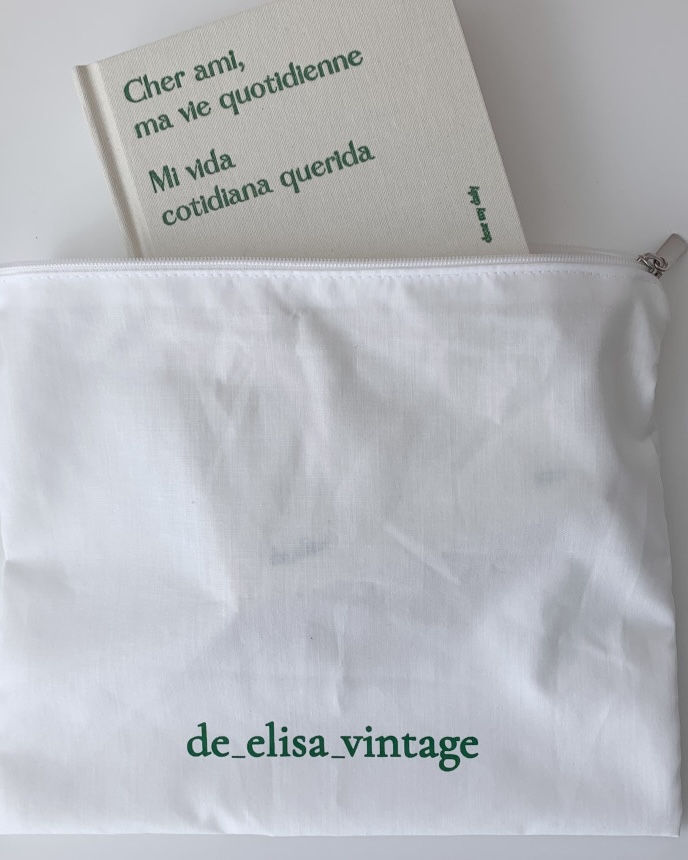 Cher ami,
ma vie quotidienne
Mi vida
cotidiana querida
de_elisa_vintage